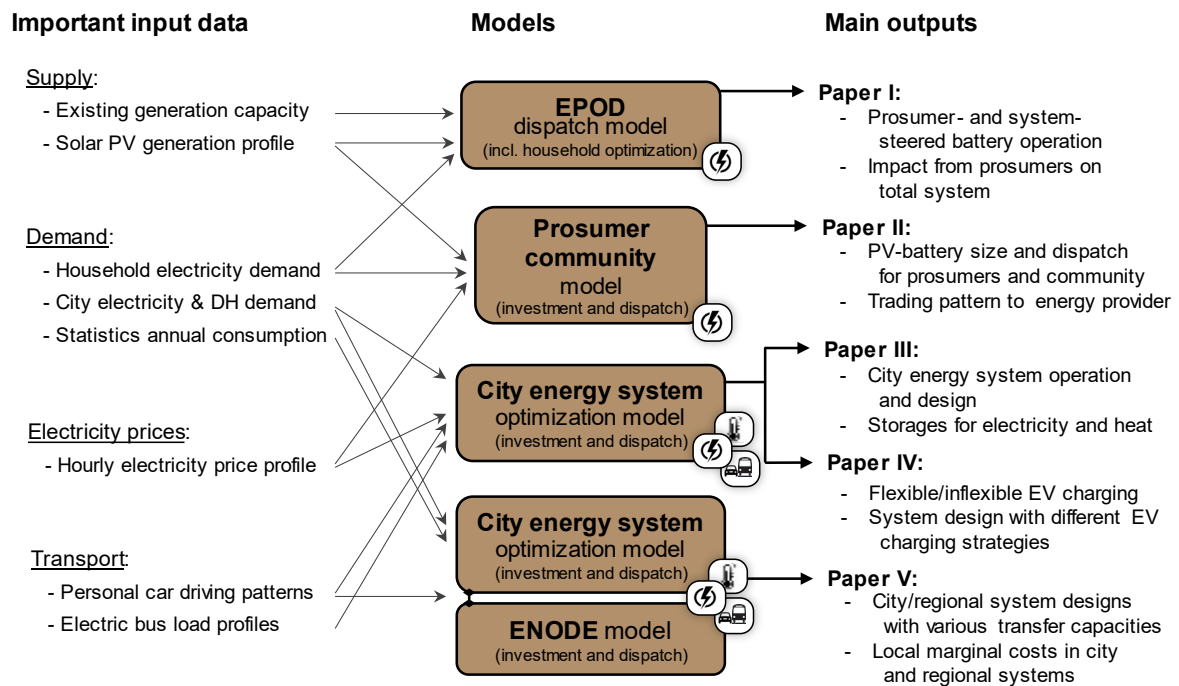 Important input data
Supply:
- Existing generation capacity
- Solar PV generation profile
Demand:
- Household electricity demand
- City electricity & DH demand
- Statistics annual consumption
Electricity prices:
- Hourly electricity price profile
Transport:
- Personal car driving patterns
- Electric bus load profiles
Models
EPOD
dispatch model
(incl. household optimization)
Prosumer
community
model
(investment and dispatch)
City energy system
optimization model
(investment and dispatch)
City energy system
optimization model
(investment and dispatch)
ENODE model
(investment and dispatch)
Main outputs
Paper I:
- Prosumer- and system-
steered battery operation
- Impact from prosumers on
total system
Paper II:
- PV-battery size and dispatch
for prosumers and community
- Trading pattern to energy provider
Paper III:
- City energy system operation
and design
- Storages for electricity and heat
Paper IV:
- Flexible/inflexible EV charging
- System design with different EV
charging strategies
Paper V:
- City/regional system designs
with various transfer capacities
- Local marginal costs in city
and regional systems